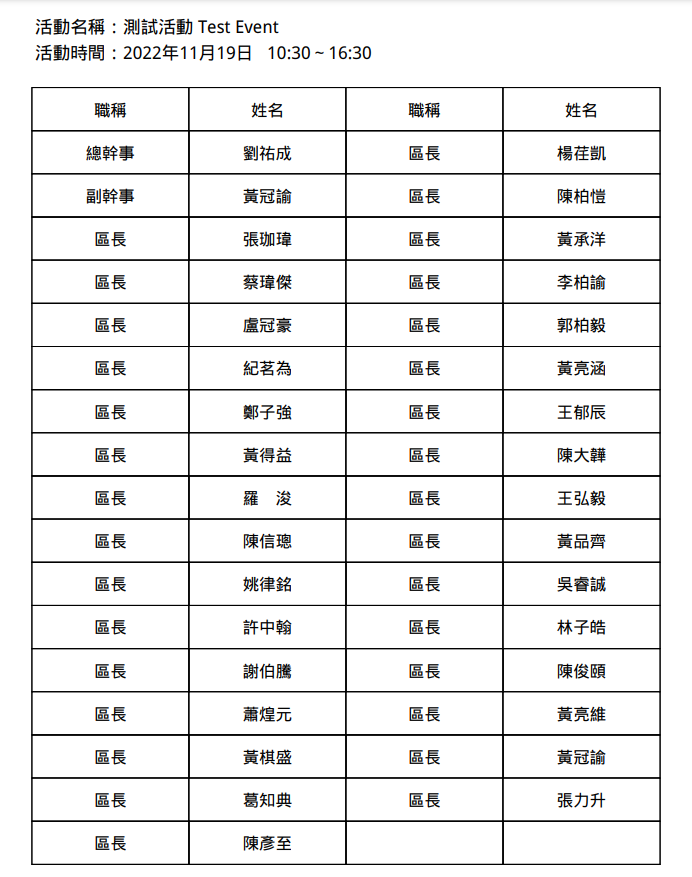 活動名稱：測試活動 Test Event
活動時間：2022年11月19日 10:30 ~ 16:30
職稱 姓名 職稱 姓名
總幹事 劉祐成 區長 楊荏凱
副幹事 黃冠諭 區長 陳柏愷
區長 張珈瑋 區長 黃承洋
區長 蔡瑋傑 區長 李柏諭
區長 盧冠豪 區長 郭柏毅
區長 紀茗為 區長 黃亮涵
區長 鄭子強 區長 王郁辰
區長 黃得益 區長 陳大韡
區長 羅　浚 區長 王弘毅
區長 陳信璁 區長 黃品齊
區長 姚律銘 區長 吳睿誠
區長 許中翰 區長 林子皓
區長 謝伯騰 區長 陳俊頤
區長 蕭煌元 區長 黃亮維
區長 黃棋盛 區長 黃冠諭
區長 葛知典 區長 張力升
區長 陳彥至